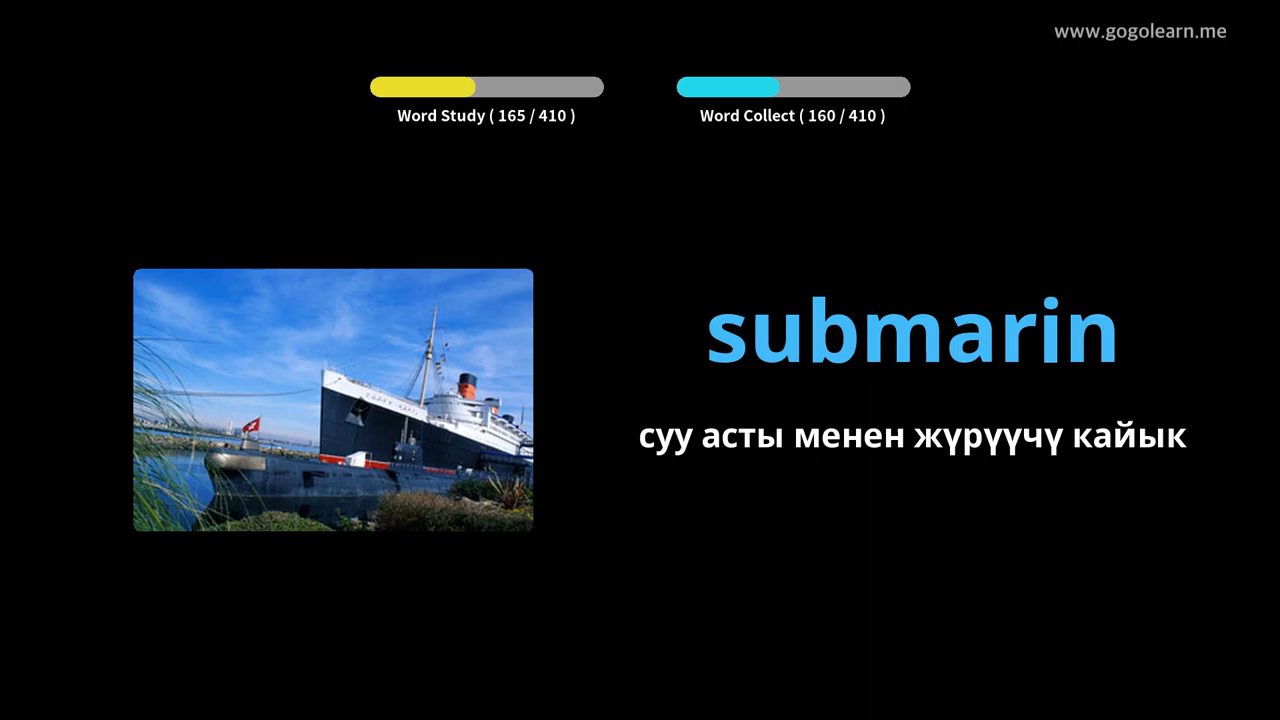 www.gogolearn.me
Word Study ( 165 / 410 )
Word Collect ( 160 / 410 )
submarin
суу асты менен жүрүүчү кайык